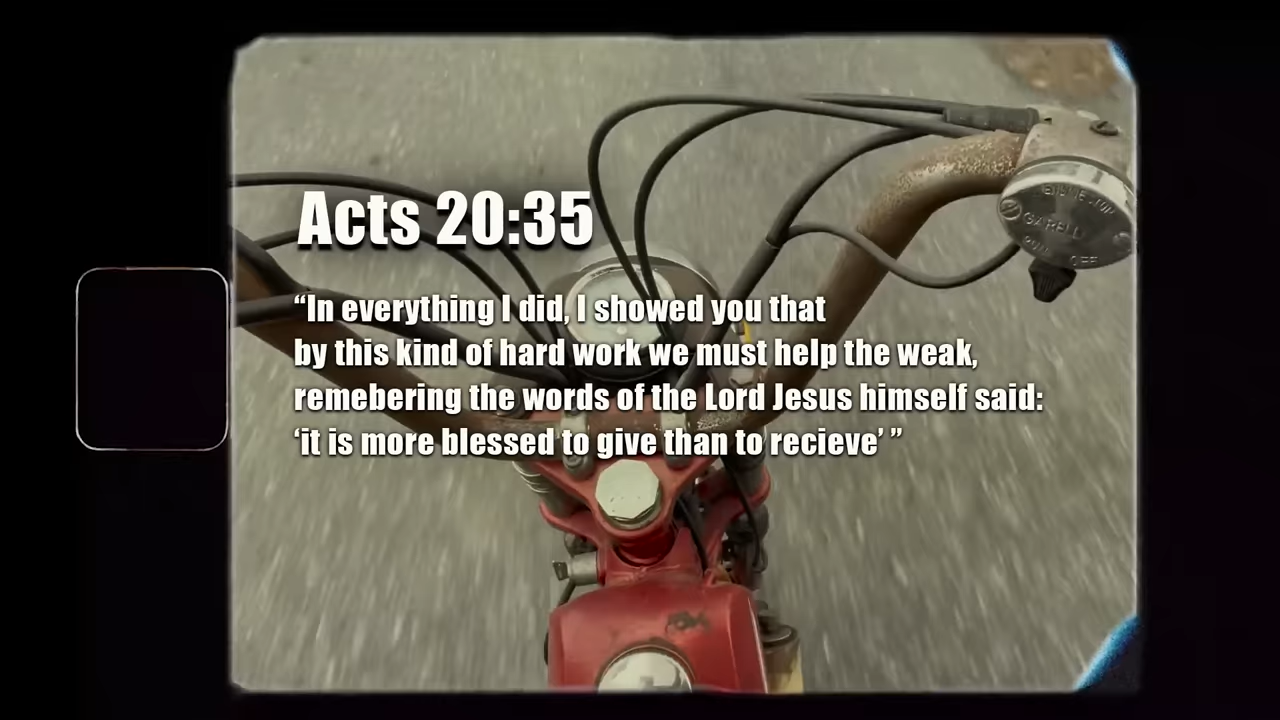 Acts 20:35
“In everything I did, I showed you that
by this kind of hard work we must help the weak,
remebering the words of the Lord Jesus himself said:
‘it is more blessed to give than to recieve’ ”
GARELLI
OFF